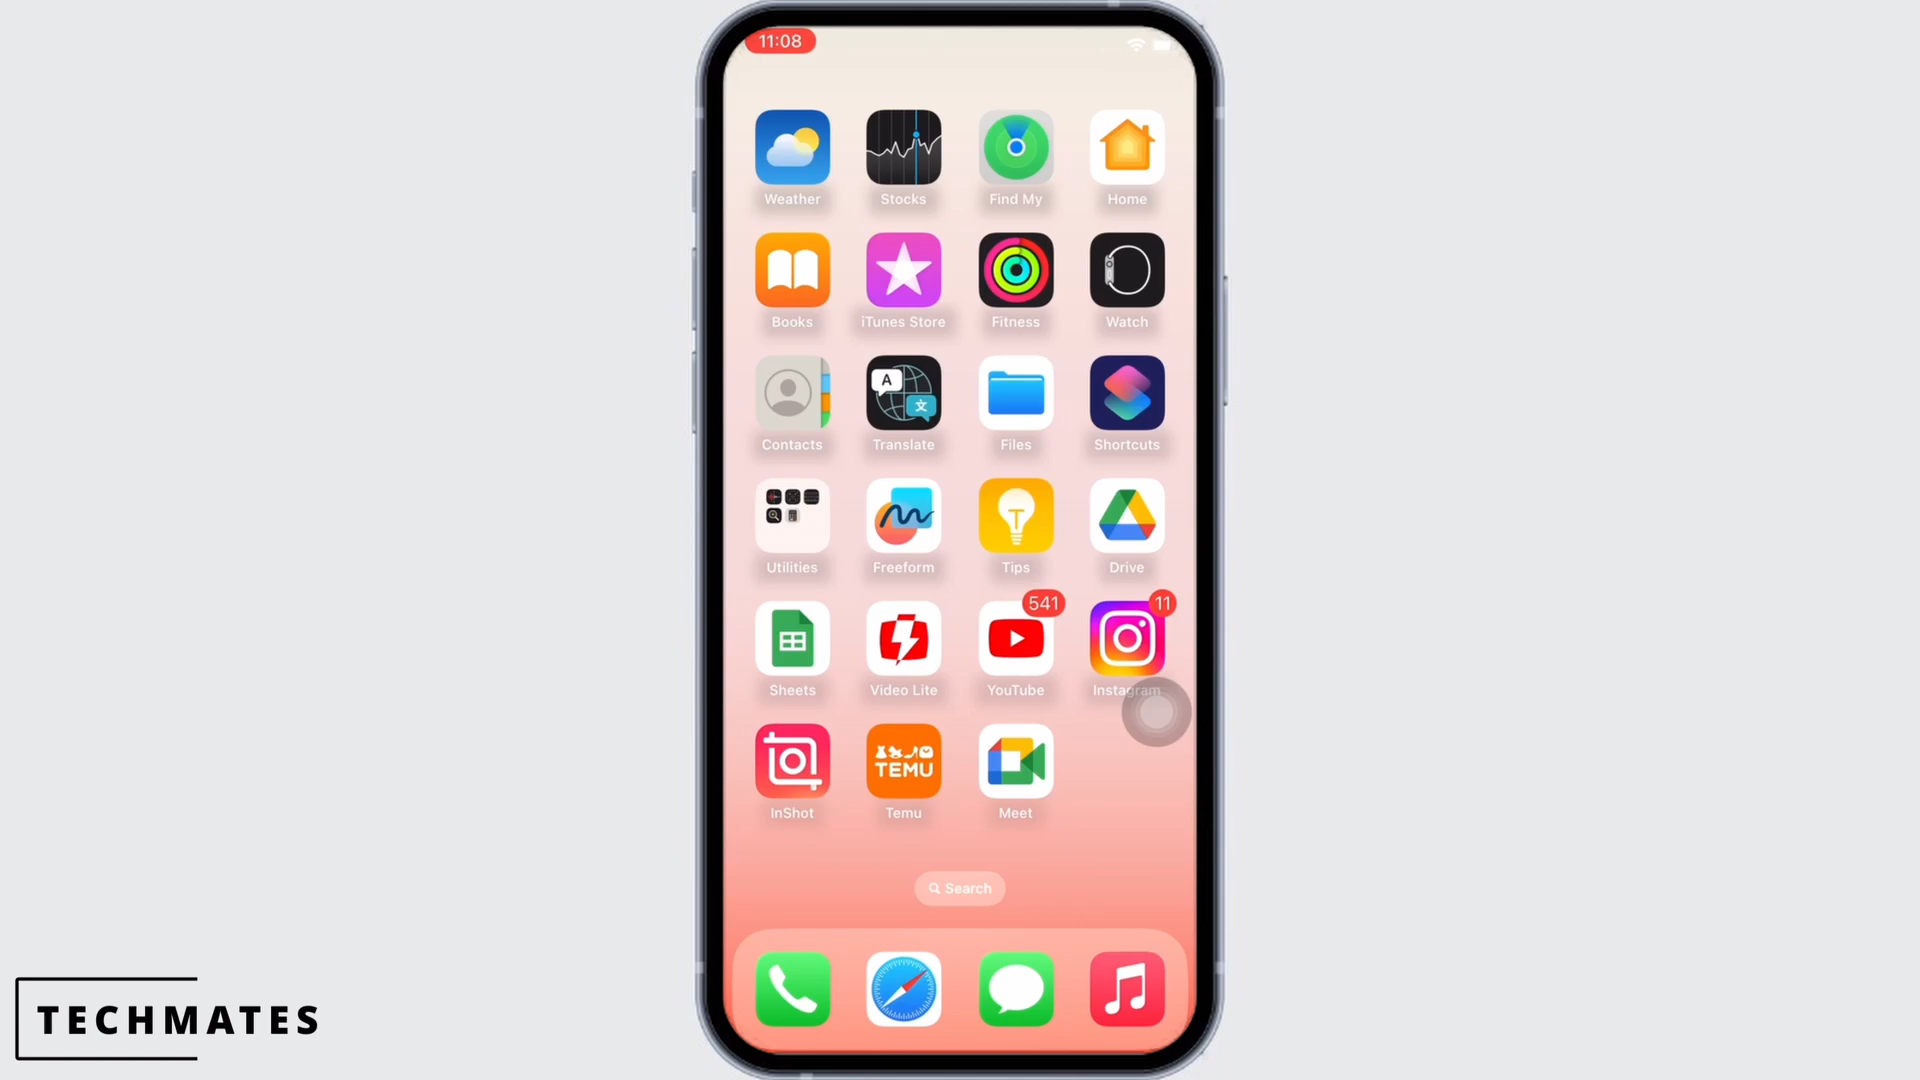 11:08
Weather Stocks Find My Home
Books iTunes Store Fitness Watch
A 文
Contacts Translate Files Shortcuts
T
Utilities Freeform Tips Drive
541 11
Sheets Video Lite YouTube Instagram
TEMU
InShot Temu Meet
Search
TECHMATES